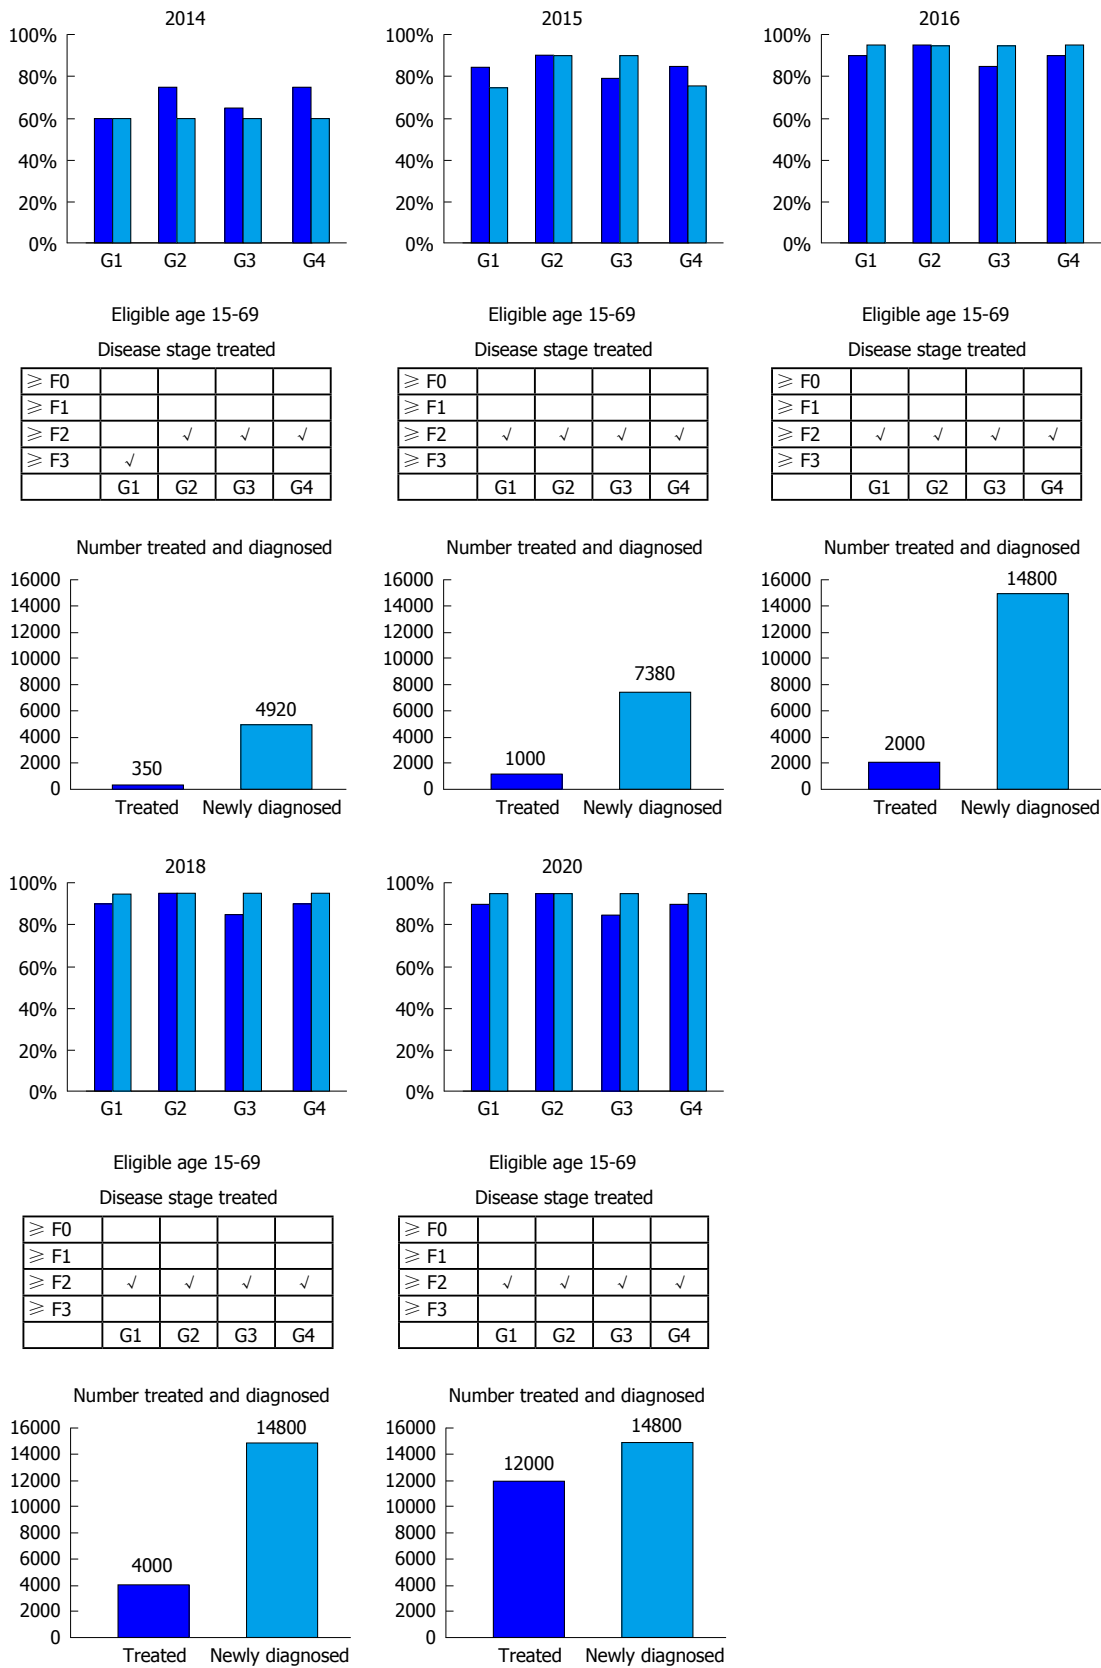 2014
100%
80%
60%
40%
20%
0%
G1 G2 G3 G4
Eligible age 15-69
Disease stage treated
≥ F0
≥ F1
≥ F2 √ √ √
≥ F3 √
G1 G2 G3 G4
Number treated and diagnosed
16000
14000
12000
10000
8000
6000
4000
2000
0
350
4920
Treated Newly diagnosed
2015
100%
80%
60%
40%
20%
0%
G1 G2 G3 G4
Eligible age 15-69
Disease stage treated
≥ F0
≥ F1
≥ F2 √ √ √ √
≥ F3
G1 G2 G3 G4
Number treated and diagnosed
16000
14000
12000
10000
8000
6000
4000
2000
0
1000
7380
Treated Newly diagnosed
2016
100%
80%
60%
40%
20%
0%
G1 G2 G3 G4
Eligible age 15-69
Disease stage treated
≥ F0
≥ F1
≥ F2 √ √ √ √
≥ F3
G1 G2 G3 G4
Number treated and diagnosed
16000
14000
12000
10000
8000
6000
4000
2000
0
2000
14800
Treated Newly diagnosed
2018
100%
80%
60%
40%
20%
0%
G1 G2 G3 G4
Eligible age 15-69
Disease stage treated
≥ F0
≥ F1
≥ F2 √ √ √ √
≥ F3
G1 G2 G3 G4
Number treated and diagnosed
16000
14000
12000
10000
8000
6000
4000
2000
0
4000
14800
Treated Newly diagnosed
2020
100%
80%
60%
40%
20%
0%
G1 G2 G3 G4
Eligible age 15-69
Disease stage treated
≥ F0
≥ F1
≥ F2 √ √ √ √
≥ F3
G1 G2 G3 G4
Number treated and diagnosed
16000
14000
12000
10000
8000
6000
4000
2000
0
12000
14800
Treated Newly diagnosed